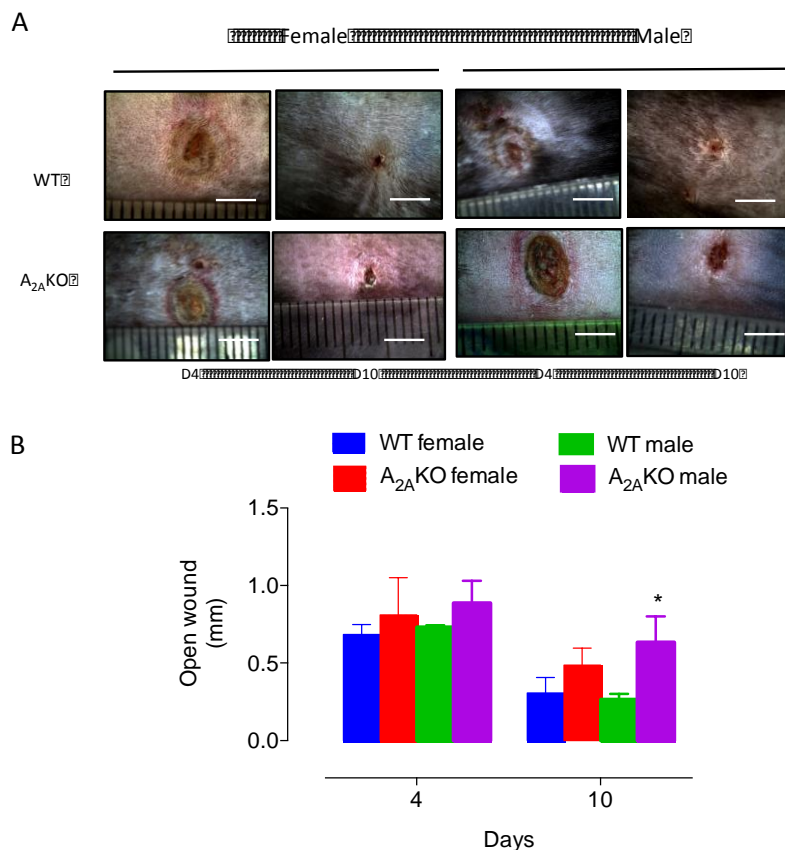 A
Female Male
WT
A2AKO
D4 D10 D4 D10
B
WT female
WT male
A2AKO female
A2AKO male
1.5
1.0
0.5
0.0
Open wound
(mm)
*
4 10
Days